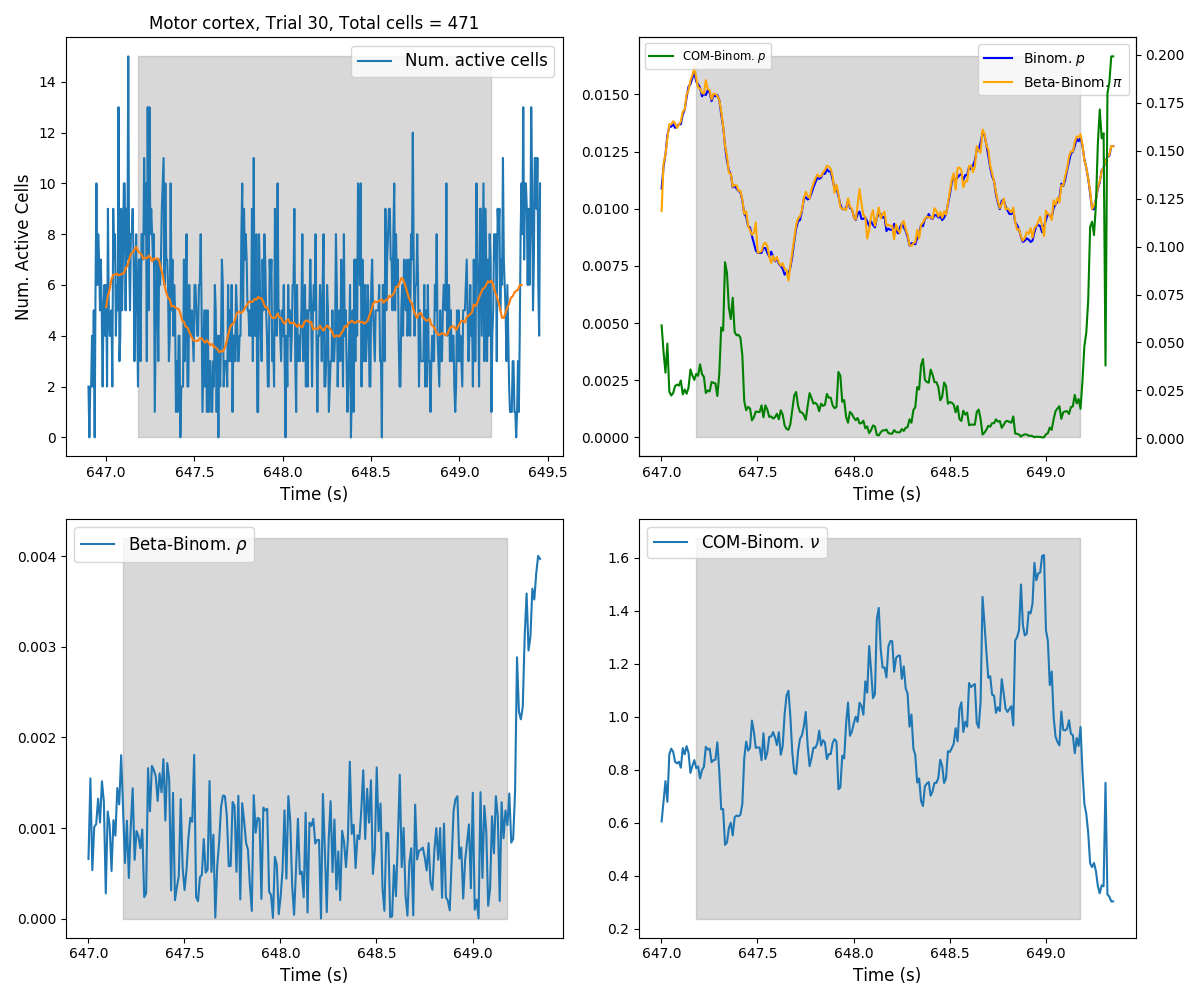 Motor cortex, Trial 30, Total cells = 471
Num. active cells
Num. Active Cells
14
12
10
8
6
4
2
0
647.0 647.5 648.0 648.5 649.0 649.5
Time (s)
COM-Binom. p
Binom. p
Beta-Binom. π
0.0150
0.0125
0.0100
0.0075
0.0050
0.0025
0.0000
0.200
0.175
0.150
0.125
0.100
0.075
0.050
0.025
0.000
647.0 647.5 648.0 648.5 649.0
Time (s)
Beta-Binom. ρ
0.004
0.003
0.002
0.001
0.000
647.0 647.5 648.0 648.5 649.0
Time (s)
COM-Binom. ν
1.6
1.4
1.2
1.0
0.8
0.6
0.4
0.2
647.0 647.5 648.0 648.5 649.0
Time (s)